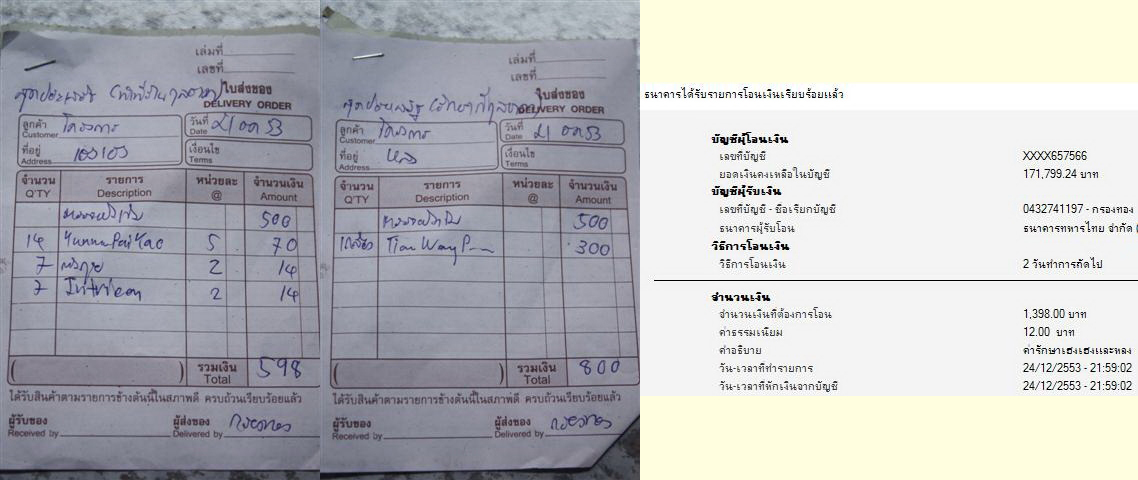 เล่มที่
เลขที่
ใบส่งของ
DELIVERY ORDER
ลูกค้า
Customer
โครงการ
วันที่
Date
21 ตค 53
ที่อยู่
Address
เฮงเฮง
เงื่อนไข
Terms
จำนวน
Q'TY
รายการ
Description
หน่วยละ
@
จำนวนเงิน
Amount
500
14 Yunnan Pai Yao 5 70
7 2 14
7 2 14
รวมเงิน
Total
598
ได้รับสินค้าตามรายการข้างต้นนี้ในสภาพดี ครบถ้วนเรียบร้อยแล้ว
ผู้รับของ
Received by
ผู้ส่งของ
Delivered by
เล่มที่
เลขที่
ใบส่งของ
DELIVERY ORDER
ลูกค้า
Customer
โครงการ
วันที่
Date
21 ตค 53
ที่อยู่
Address
หลง
เงื่อนไข
Terms
จำนวน
Q'TY
รายการ
Description
หน่วยละ
@
จำนวนเงิน
Amount
500
Tian Wang 300
รวมเงิน
Total
800
ได้รับสินค้าตามรายการข้างต้นนี้ในสภาพดี ครบถ้วนเรียบร้อยแล้ว
ผู้รับของ
Received by
ผู้ส่งของ
Delivered by
ธนาคารได้รับรายการโอนเงินเรียบร้อยแล้ว
บัญชีผู้โอนเงิน
เลขที่บัญชี XXXX657566
ยอดเงินคงเหลือในบัญชี 171,799.24 บาท
บัญชีผู้รับเงิน
เลขที่บัญชี - ชื่อเรียกบัญชี 0432741197 - กรองทอง
ธนาคารผู้รับโอน ธนาคารทหารไทย จำกัด (
วิธีการโอนเงิน
วิธีการโอนเงิน 2 วันทำการถัดไป
จำนวนเงิน
จำนวนเงินที่ต้องการโอน 1,398.00 บาท
ค่าธรรมเนียม 12.00 บาท
คำอธิบาย ค่ารักษาเฮงเฮงและหลง
วัน-เวลาที่ทำรายการ 24/12/2553 - 21:59:02
วัน-เวลาที่หักเงินจากบัญชี 24/12/2553 - 21:59:02